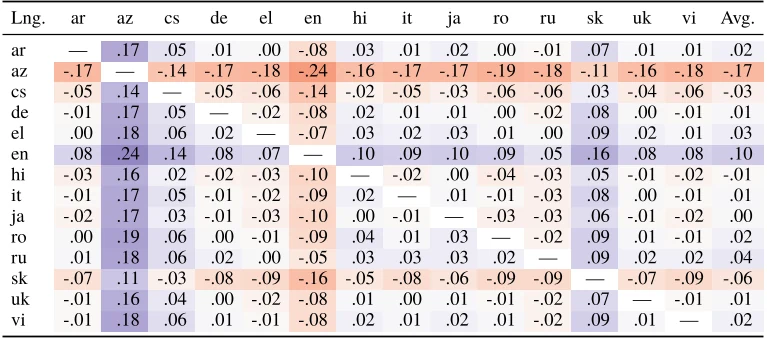 Lng. ar az cs de el en hi it ja ro ru sk uk vi Avg.
ar — .17 .05 .01 .00 -.08 .03 .01 .02 .00 -.01 .07 .01 .01 .02
az -.17 — -.14 -.17 -.18 -.24 -.16 -.17 -.17 -.19 -.18 -.11 -.16 -.18 -.17
cs -.05 .14 — -.05 -.06 -.14 -.02 -.05 -.03 -.06 -.06 .03 -.04 -.06 -.03
de -.01 .17 .05 — -.02 -.08 .02 .01 .01 .00 -.02 .08 .00 -.01 .01
el .00 .18 .06 .02 — -.07 .03 .02 .03 .01 .00 .09 .02 .01 .03
en .08 .24 .14 .08 .07 — .10 .09 .10 .09 .05 .16 .08 .08 .10
hi -.03 .16 .02 -.02 -.03 -.10 — -.02 .00 -.04 -.03 .05 -.01 -.02 -.01
it -.01 .17 .05 -.01 -.02 -.09 .02 — .01 -.01 -.03 .08 .00 -.01 .01
ja -.02 .17 .03 -.01 -.03 -.10 .00 -.01 — -.03 -.03 .06 -.01 -.02 .00
ro .00 .19 .06 .00 -.01 -.09 .04 .01 .03 — -.02 .09 .01 -.01 .02
ru .01 .18 .06 .02 .00 -.05 .03 .03 .03 .02 — .09 .02 .02 .04
sk -.07 .11 -.03 -.08 -.09 -.16 -.05 -.08 -.06 -.09 -.09 — -.07 -.09 -.06
uk -.01 .16 .04 .00 -.02 -.08 .01 .00 .01 -.01 -.02 .07 — -.01 .01
vi -.01 .18 .06 .01 -.01 -.08 .02 .01 .02 .01 -.02 .09 .01 — .02